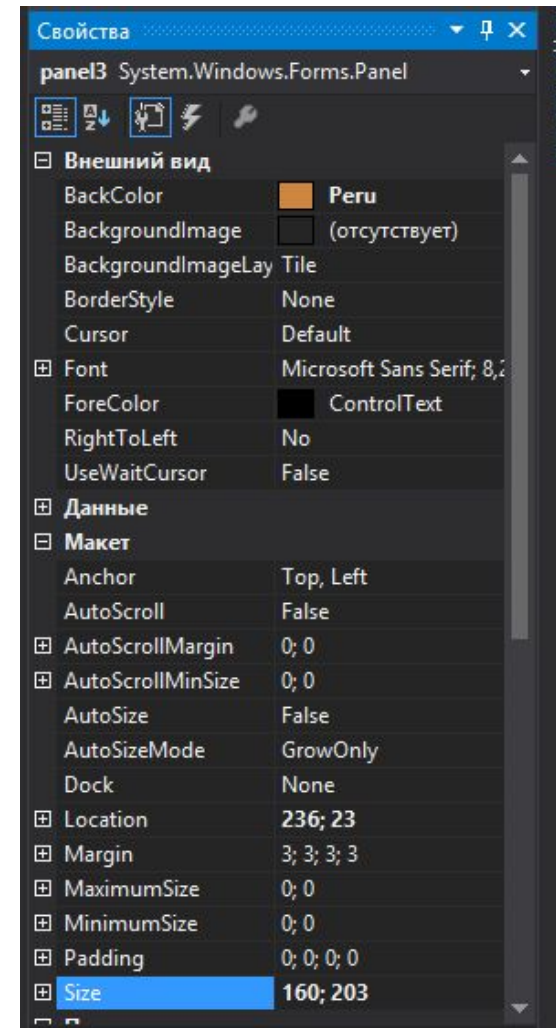 Свойства
panel3 System.Windows.Forms.Panel
Внешний вид
BackColor Peru
BackgroundImage (отсутствует)
BackgroundImageLay Tile
BorderStyle None
Cursor Default
Font Microsoft Sans Serif; 8,2
ForeColor ControlText
RightToLeft No
UseWaitCursor False
Данные
Макет
Anchor Top, Left
AutoScroll False
AutoScrollMargin 0; 0
AutoScrollMinSize 0; 0
AutoSize False
AutoSizeMode GrowOnly
Dock None
Location 236; 23
Margin 3; 3; 3; 3
MaximumSize 0; 0
MinimumSize 0; 0
Padding 0; 0; 0; 0
Size 160; 203